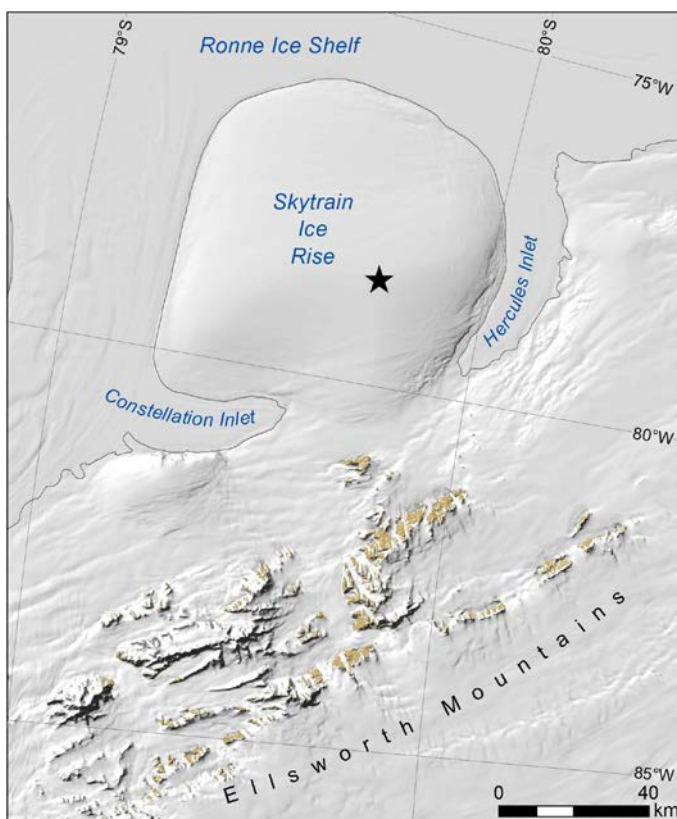 79°S
80°S
Ronne Ice Shelf
75°W
Skytrain
Ice
Rise
Hercules Inlet
Constellation Inlet
80°W
Ellsworth Mountains
85°W
0 40
km